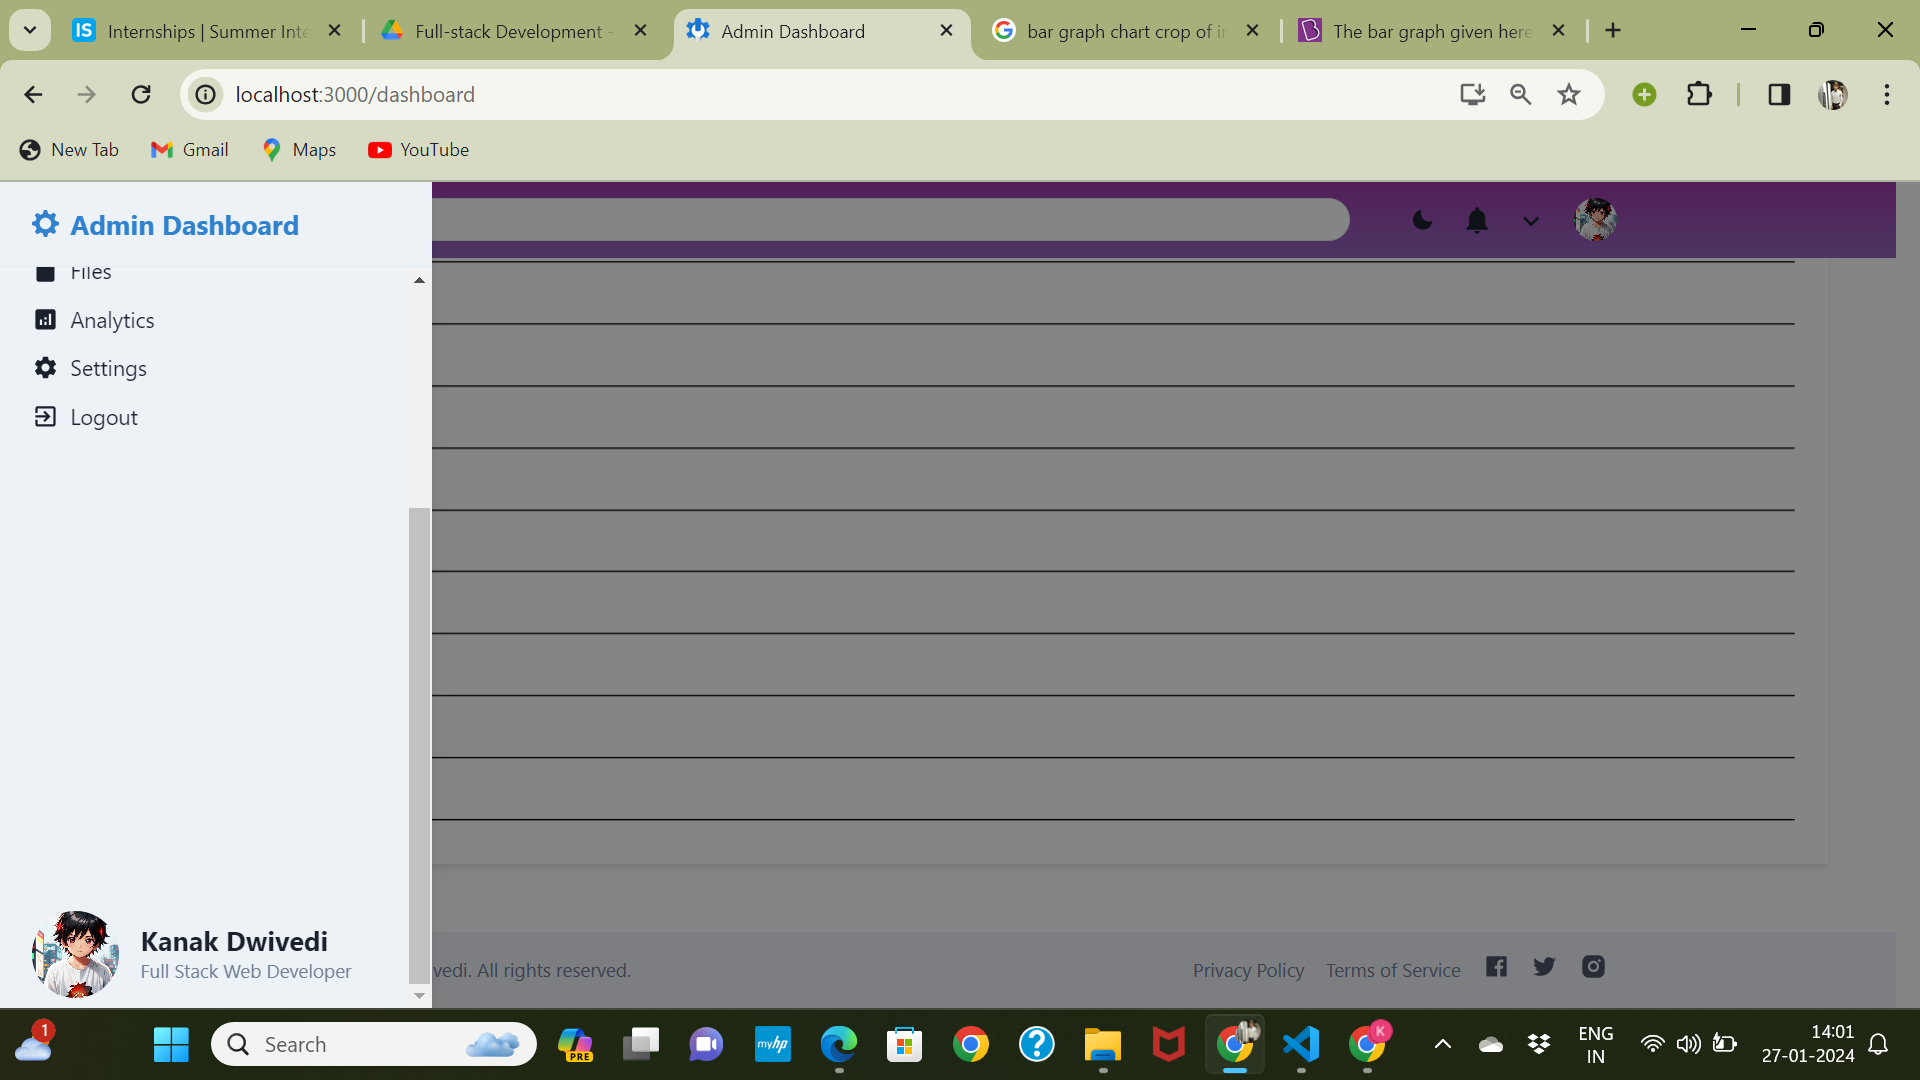 IS Internships | Summer Inte
Full-stack Development -
Admin Dashboard
bar graph chart crop of in
The bar graph given here
localhost:3000/dashboard
New Tab
Gmail
Maps
YouTube
Admin Dashboard
Files
Analytics
Settings
Logout
Kanak Dwivedi
Full Stack Web Developer
vedi. All rights reserved.
Privacy Policy
Terms of Service
1
Search
PRE
myhp
K
ENG
IN
14:01
27-01-2024